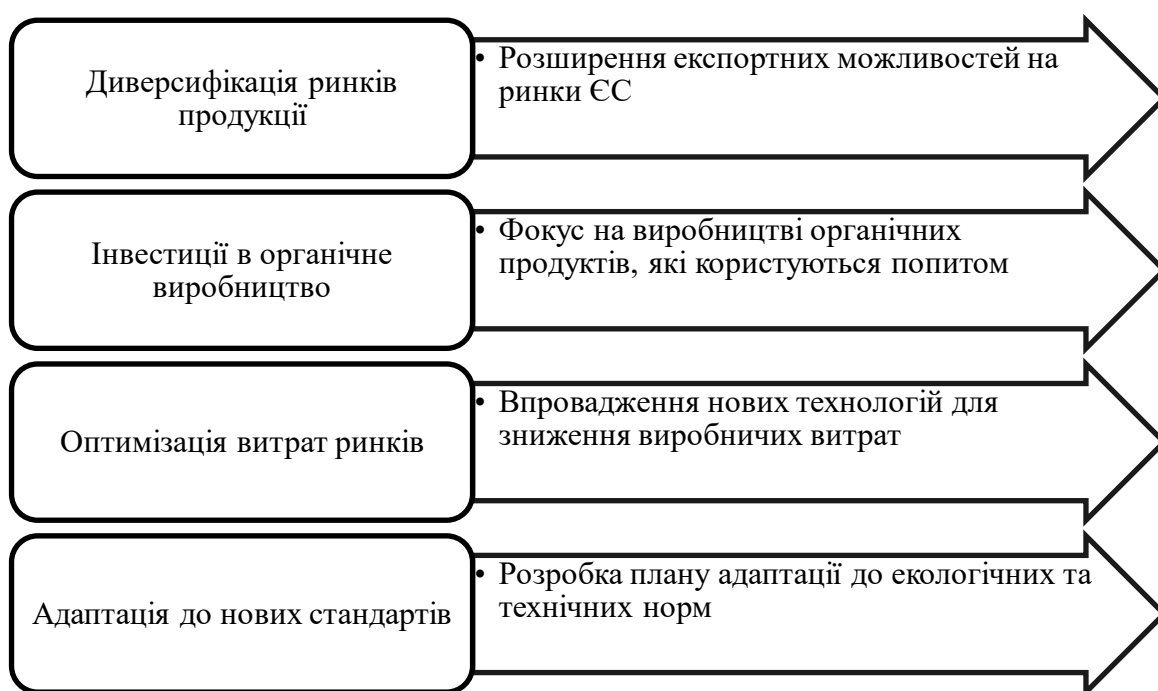 Диверсифікація ринків
продукції
• Розширення експортних можливостей на
ринки ЄС
Інвестиції в органічне
виробництво
• Фокус на виробництві органічних
продуктів, які користуються попитом
Оптимізація витрат ринків
• Впровадження нових технологій для
зниження виробничих витрат
Адаптація до нових стандартів
• Розробка плану адаптації до екологічних та
технічних норм